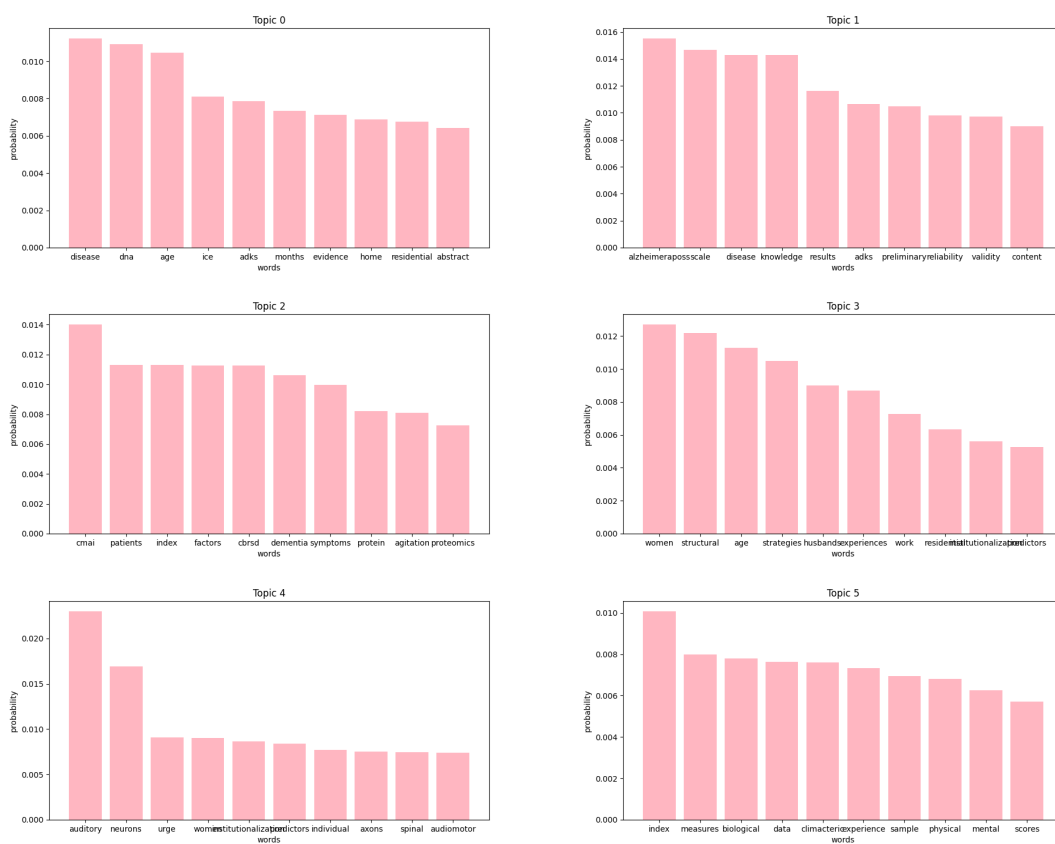 Topic 0
probability
0.010
0.008
0.006
0.004
0.002
0.000
disease dna age ice adks months evidence home residential abstract
words
Topic 1
probability
0.016
0.014
0.012
0.010
0.008
0.006
0.004
0.002
0.000
alzheimeraposs scale disease knowledge results adks preliminary reliability validity content
words
Topic 2
probability
0.014
0.012
0.010
0.008
0.006
0.004
0.002
0.000
cmai patients index factors cbrsd dementia symptoms protein agitation proteomics
words
Topic 3
probability
0.012
0.010
0.008
0.006
0.004
0.002
0.000
women structural age strategies husbands experiences work residential institutionalization predictors
words
Topic 4
probability
0.020
0.015
0.010
0.005
0.000
auditory neurons urge women institutionalization predictors individual axons spinal audiomotor
words
Topic 5
probability
0.010
0.008
0.006
0.004
0.002
0.000
index measures biological data climacteric experience sample physical mental scores
words